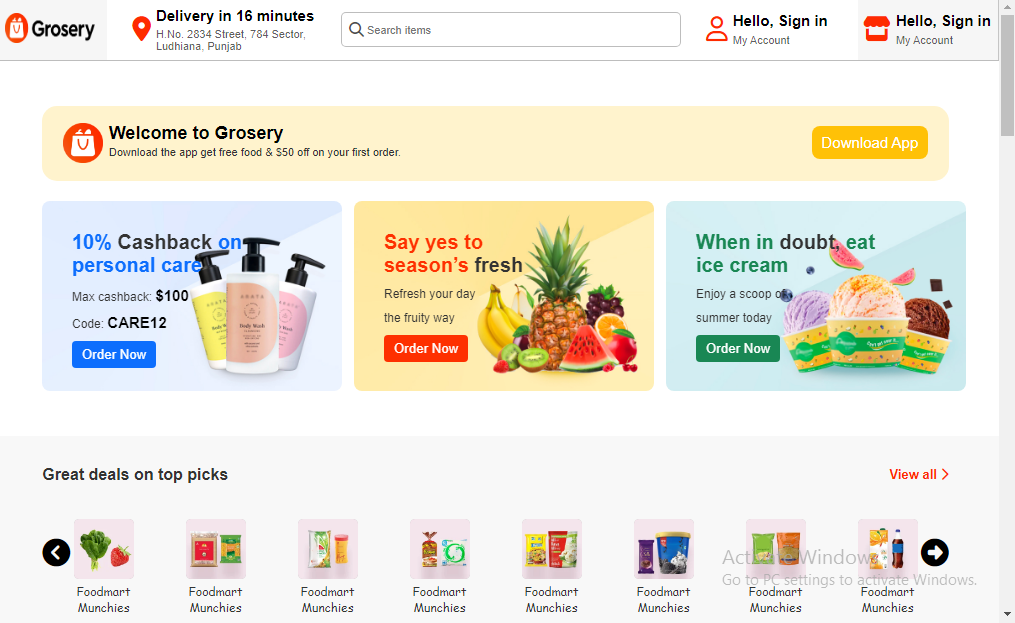 Grosery
Delivery in 16 minutes
H.No. 2834 Street, 784 Sector,
Ludhiana, Punjab
Search items
Hello, Sign in
My Account
Hello, Sign in
My Account
Welcome to Grosery
Download the app get free food & $50 off on your first order.
Download App
10% Cashback on
personal care
Max cashback: $100
Code: CARE12
Order Now
Say yes to
season’s fresh
Refresh your day
the fruity way
Order Now
When in doubt, eat
ice cream
Enjoy a scoop of
summer today
Order Now
Great deals on top picks
View all
Foodmart
Munchies
Foodmart
Munchies
Foodmart
Munchies
Foodmart
Munchies
Foodmart
Munchies
Foodmart
Munchies
Foodmart
Munchies
Foodmart
Munchies
Activate Windows
Go to PC settings to activate Windows.